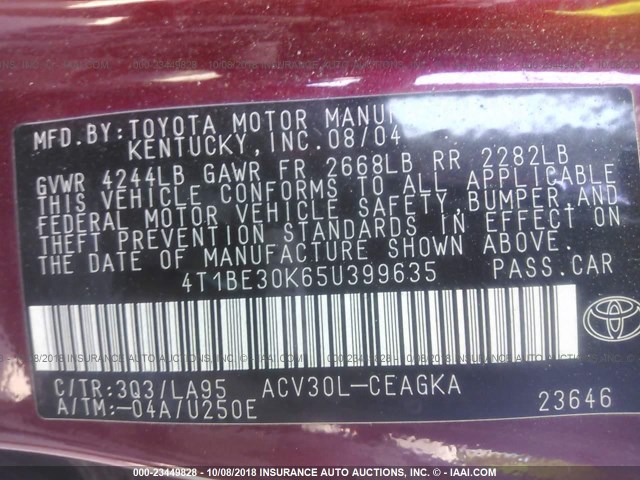 MFD.BY:TOYOTA MOTOR MANUF
KENTUCKY, INC. 08/04
GVWR 4244LB GAWR FR 2668LB RR 2282LB
THIS VEHICLE CONFORMS TO ALL APPLICABLE
FEDERAL MOTOR VEHICLE SAFETY, BUMPER, AND
THEFT PREVENTION STANDARDS IN EFFECT ON
THE DATE OF MANUFACTURE SHOWN ABOVE.
4T1BE30K65U399635 PASS.CAR
C/TR:3Q3/LA95 ACV30L-CEAGKA
A/TM:-04A/U250E 23646
000-23449828 - 10/08/2018 INSURANCE AUTO AUCTIONS, INC. - © - IAAI.COM